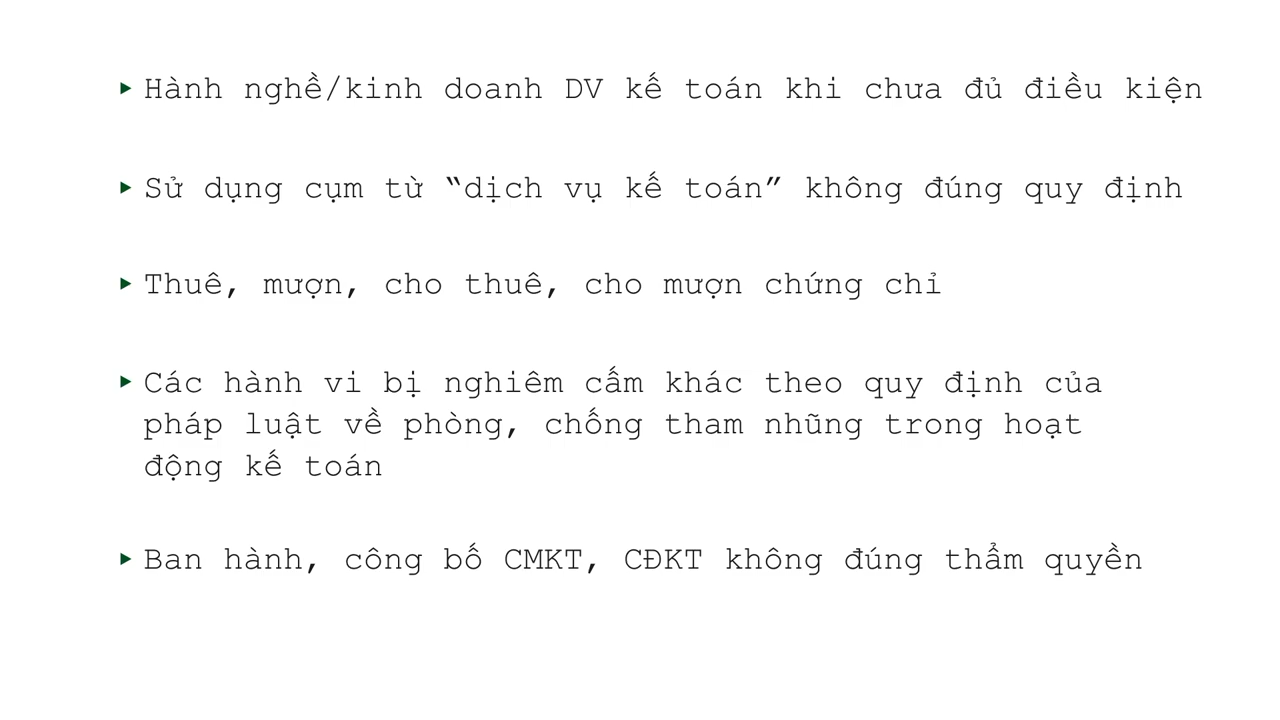 ▸ Hành nghề/kinh doanh DV kế toán khi chưa đủ điều kiện
▸ Sử dụng cụm từ “dịch vụ kế toán” không đúng quy định
▸ Thuê, mượn, cho thuê, cho mượn chứng chỉ
▸ Các hành vi bị nghiêm cấm khác theo quy định của
pháp luật về phòng, chống tham nhũng trong hoạt
động kế toán
▸ Ban hành, công bố CMKT, CĐKT không đúng thẩm quyền